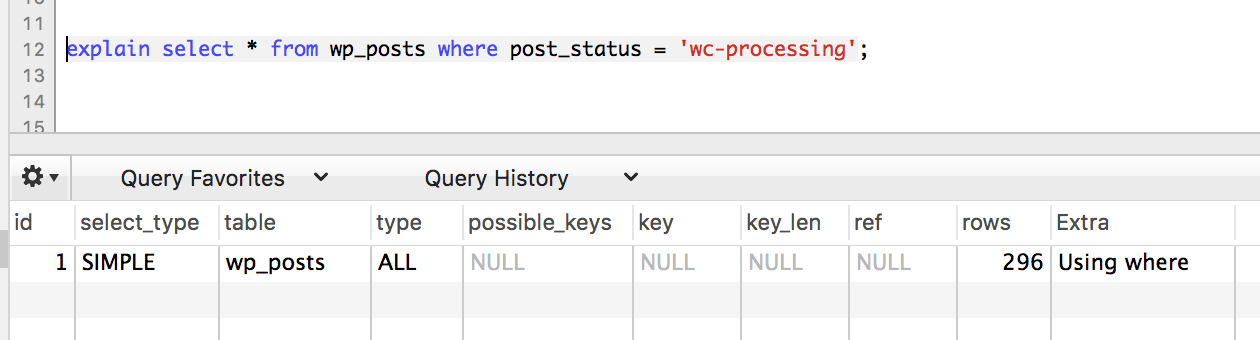 11
12 explain select * from wp_posts where post_status = 'wc-processing';
13
14
15
Query Favorites Query History
id select_type table type possible_keys key key_len ref rows Extra
1 SIMPLE wp_posts ALL NULL NULL NULL NULL 296 Using where